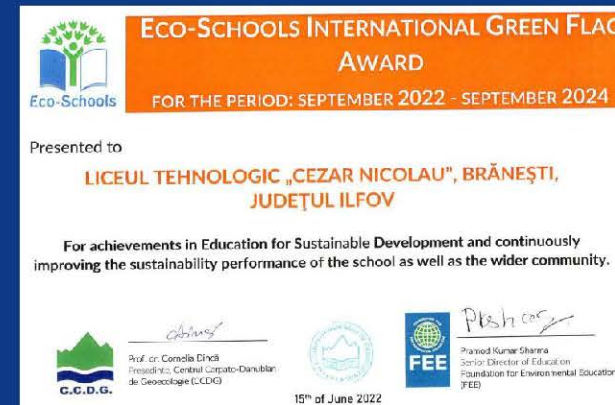 ECO-SCHOOLS INTERNATIONAL GREEN FLAG
AWARD
FOR THE PERIOD: SEPTEMBER 2022 - SEPTEMBER 2024
Eco-Schools
Presented to
LICEUL TEHNOLOGIC „CEZAR NICOLAU", BRĂNEŞTI,
JUDEŢUL ILFOV
For achievements in Education for Sustainable Development and continuously
improving the sustainability performance of the school as well as the wider community.
Prof. dr. Cornelia Dincă
Președinte, Centrul Carpato-Danubian
de Geoecologie (CCDG)
C.C.D.G.
15th of June 2022
FEE
Pramod Kumar Sharma
Senior Director of Education
Foundation for Environmental Education
(FEE)